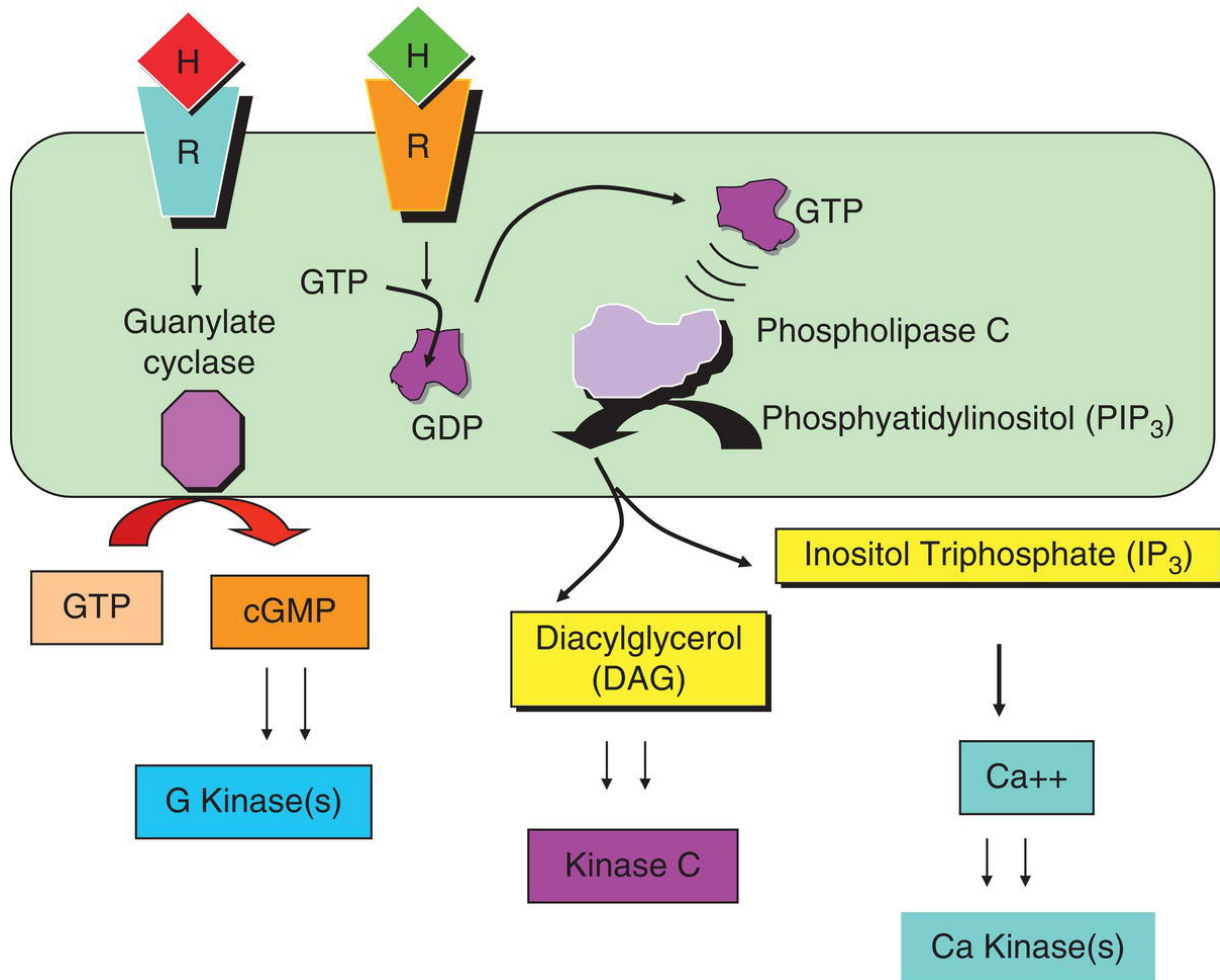 H
H
R
R
GTP
GTP
Guanylate
cyclase
GDP
Phospholipase C
Phosphyatidylinositol (PIP₃)
GTP
cGMP
Inositol Triphosphate (IP₃)
Diacylglycerol
(DAG)
G Kinase(s)
Ca++
Kinase C
Ca Kinase(s)